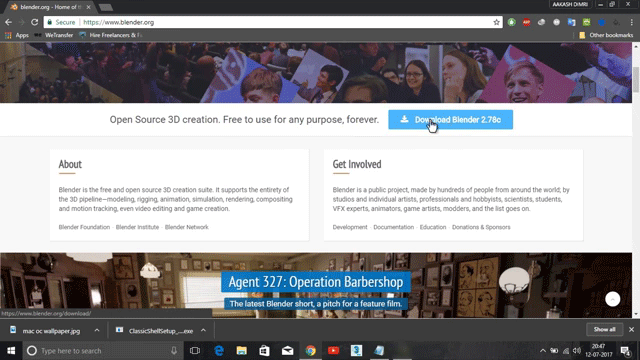 AAKASH DIMRI
blender.org - Home of th
Secure
https://www.blender.org
Apps
WeTransfer
Hire Freelancers & F
Other bookmarks
Open Source 3D creation. Free to use for any purpose, forever.
Download Blender 2.78c
About
Blender is the free and open source 3D creation suite. It supports the entirety of
the 3D pipeline—modeling, rigging, animation, simulation, rendering, compositing
and motion tracking, even video editing and game creation.
Blender Foundation · Blender Institute · Blender Network
Get Involved
Blender is a public project, made by hundreds of people from around the world; by
studios and individual artists, professionals and hobbyists, scientists, students,
VFX experts, animators, game artists, modders, and the list goes on.
Development · Documentation · Education · Donations & Sponsors
Agent 327: Operation Barbershop
The latest Blender short, a pitch for a feature film.
https://www.blender.org/download/
mac oc wallpaper.jpg
ClassicShellSetup_....exe
Show all
Type here to search
20:47
12-07-2017